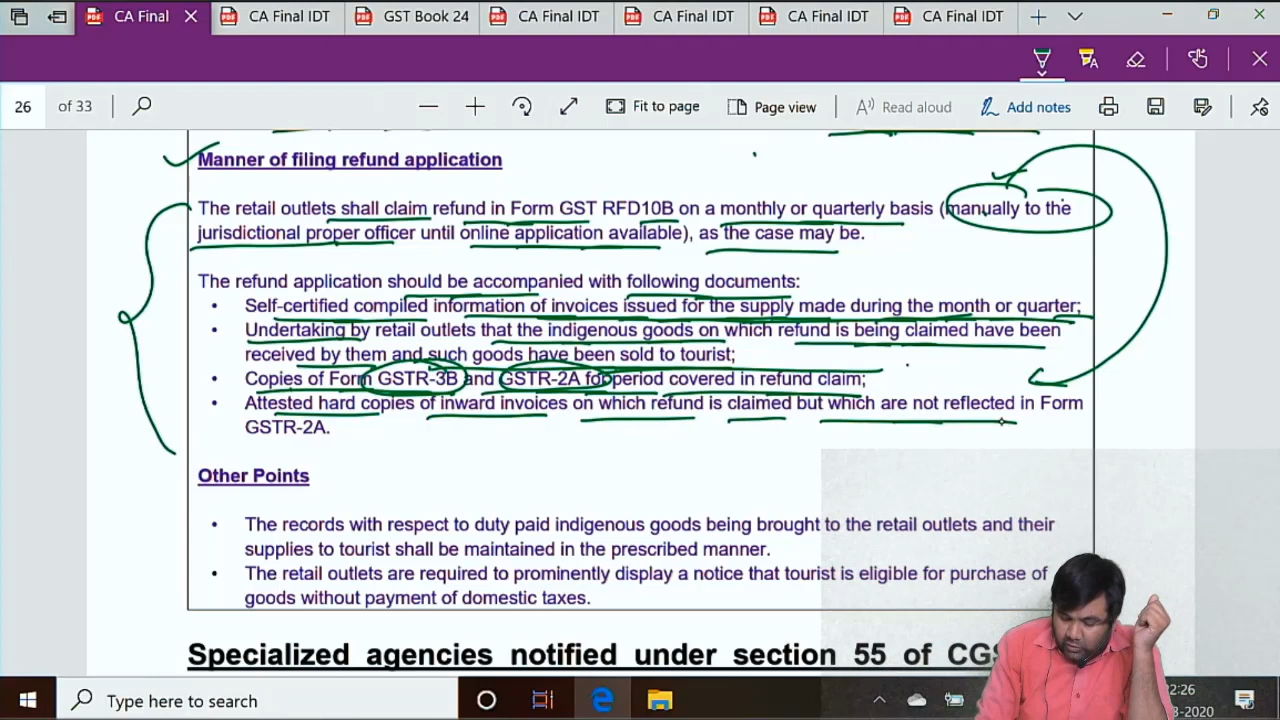 CA Final
CA Final IDT
GST Book 24
CA Final IDT
CA Final IDT
CA Final IDT
CA Final IDT
26 of 33
Fit to page
Page view
Read aloud
Add notes
Manner of filing refund application
The retail outlets shall claim refund in Form GST RFD10B on a monthly or quarterly basis (manually to the
jurisdictional proper officer until online application available), as the case may be.
The refund application should be accompanied with following documents:
• Self-certified compiled information of invoices issued for the supply made during the month or quarter;
• Undertaking by retail outlets that the indigenous goods on which refund is being claimed have been
received by them and such goods have been sold to tourist;
• Copies of Form GSTR-3B and GSTR-2A for period covered in refund claim;
• Attested hard copies of inward invoices on which refund is claimed but which are not reflected in Form
GSTR-2A.
Other Points
• The records with respect to duty paid indigenous goods being brought to the retail outlets and their
supplies to tourist shall be maintained in the prescribed manner.
• The retail outlets are required to prominently display a notice that tourist is eligible for purchase of
goods without payment of domestic taxes.
Specialized agencies notified under section 55 of
Type here to search